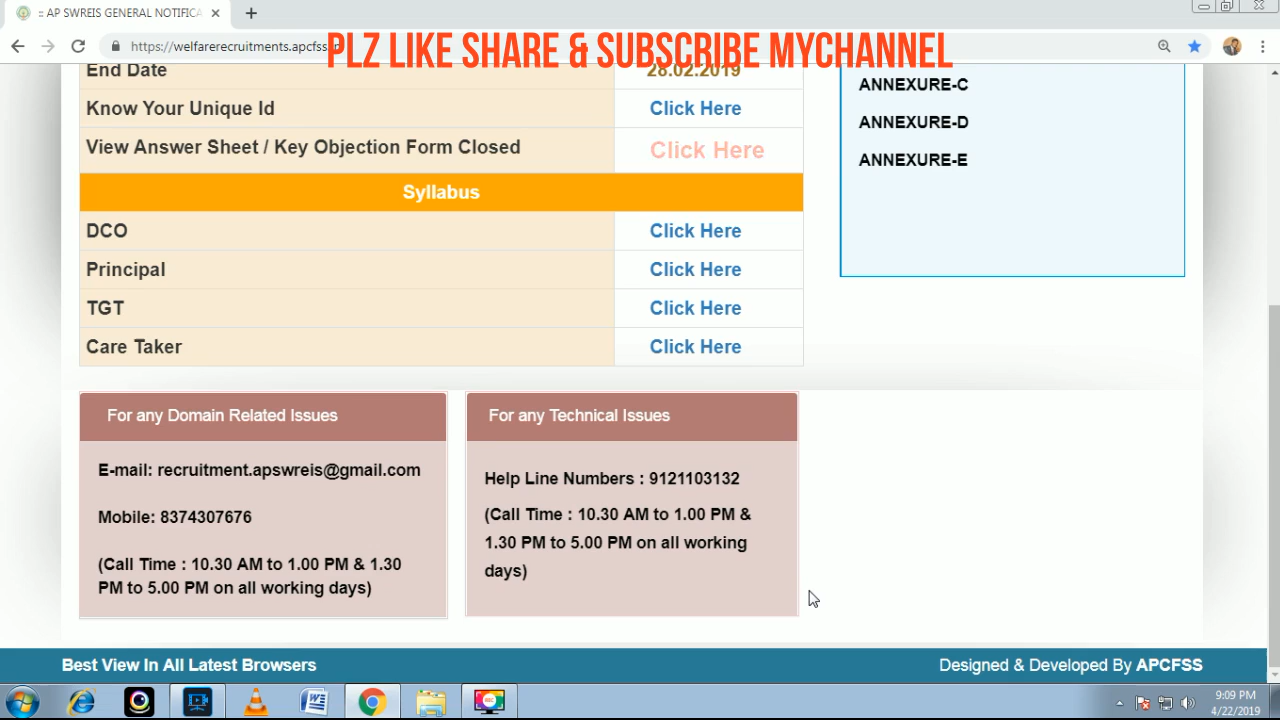 :: AP SWREIS GENERAL NOTIFICA
https://welfarerecruitments.apcfss
PLZ LIKE SHARE & SUBSCRIBE MYCHANNEL
End Date 28.02.2019
Know Your Unique Id Click Here
View Answer Sheet / Key Objection Form Closed Click Here
Syllabus
DCO Click Here
Principal Click Here
TGT Click Here
Care Taker Click Here
ANNEXURE-C
ANNEXURE-D
ANNEXURE-E
For any Domain Related Issues
E-mail: recruitment.apswreis@gmail.com
Mobile: 8374307676
(Call Time : 10.30 AM to 1.00 PM & 1.30
PM to 5.00 PM on all working days)
For any Technical Issues
Help Line Numbers : 9121103132
(Call Time : 10.30 AM to 1.00 PM &
1.30 PM to 5.00 PM on all working
days)
Best View In All Latest Browsers
Designed & Developed By APCFSS
9:09 PM
4/22/2019